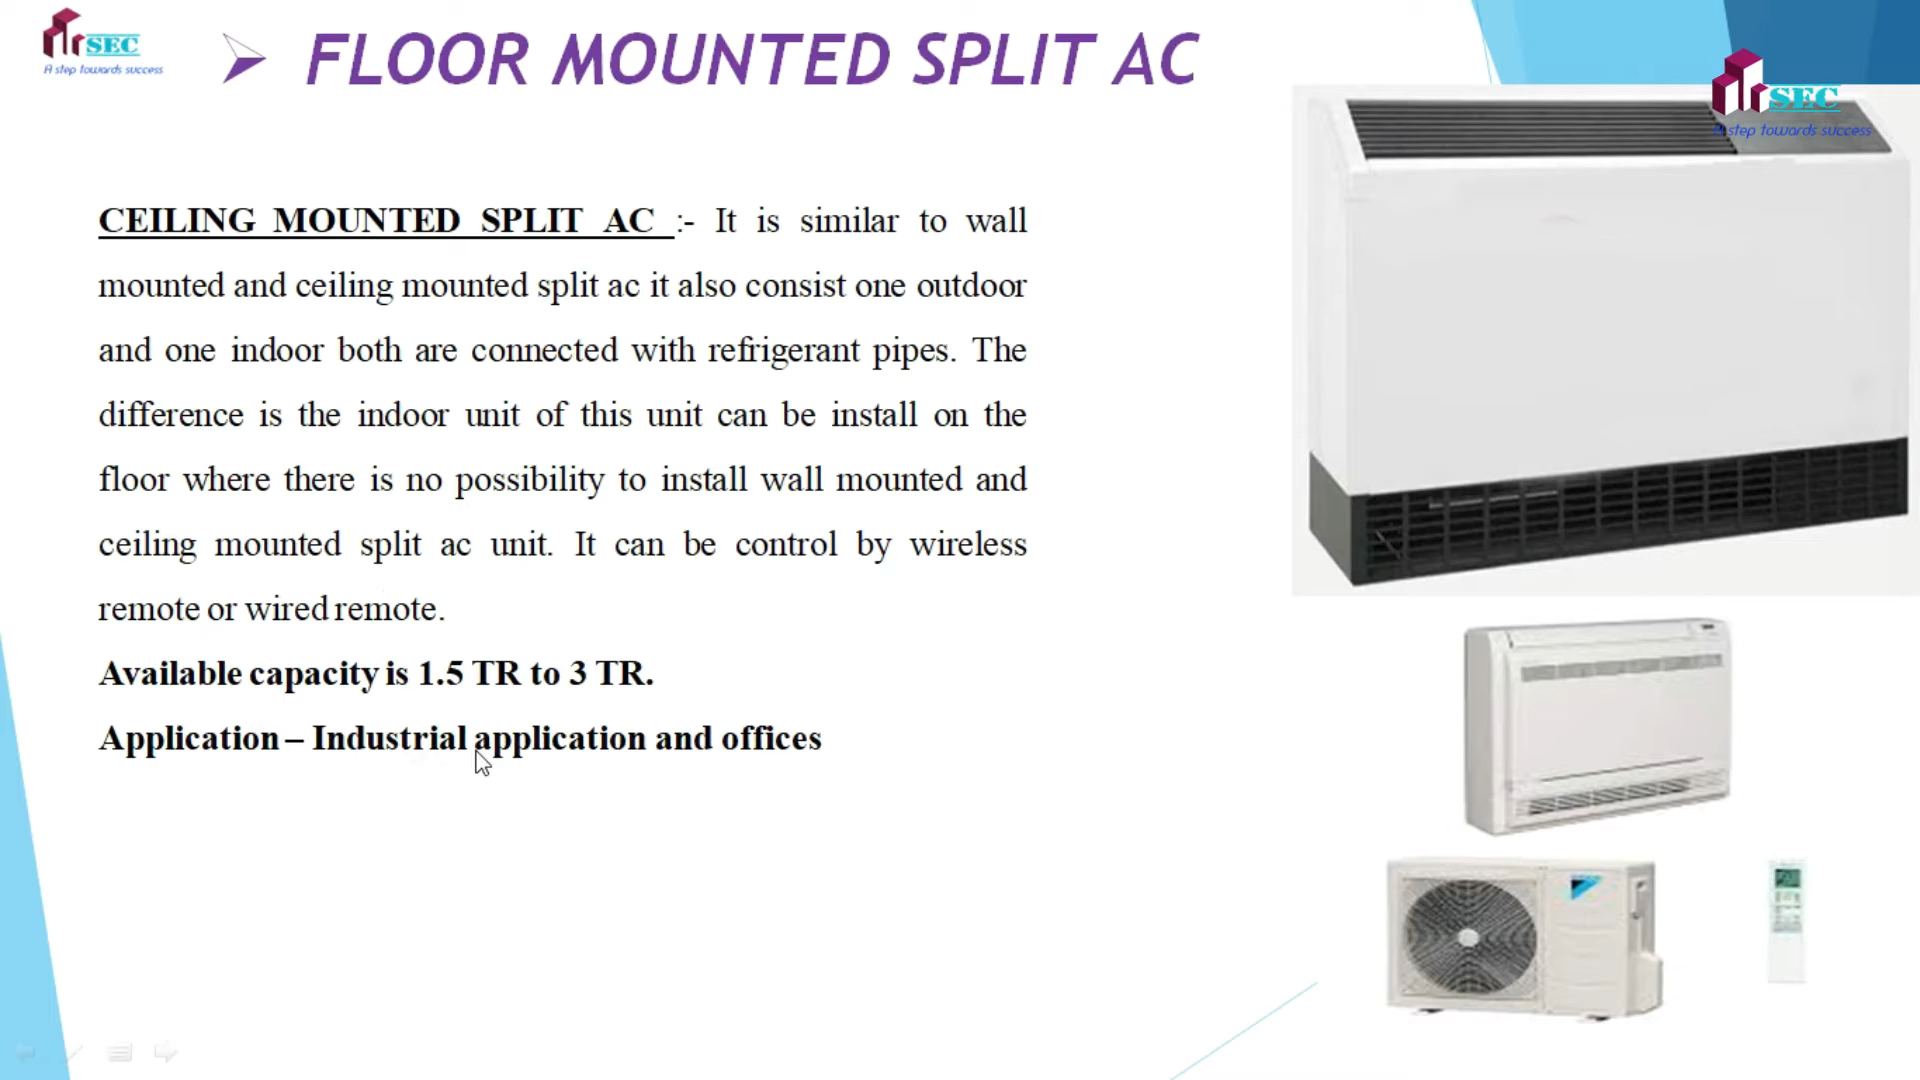 SEC
A step towards success
FLOOR MOUNTED SPLIT AC
SEC
A step towards success
CEILING MOUNTED SPLIT AC :- It is similar to wall
mounted and ceiling mounted split ac it also consist one outdoor
and one indoor both are connected with refrigerant pipes. The
difference is the indoor unit of this unit can be install on the
floor where there is no possibility to install wall mounted and
ceiling mounted split ac unit. It can be control by wireless
remote or wired remote.
Available capacity is 1.5 TR to 3 TR.
Application – Industrial application and offices